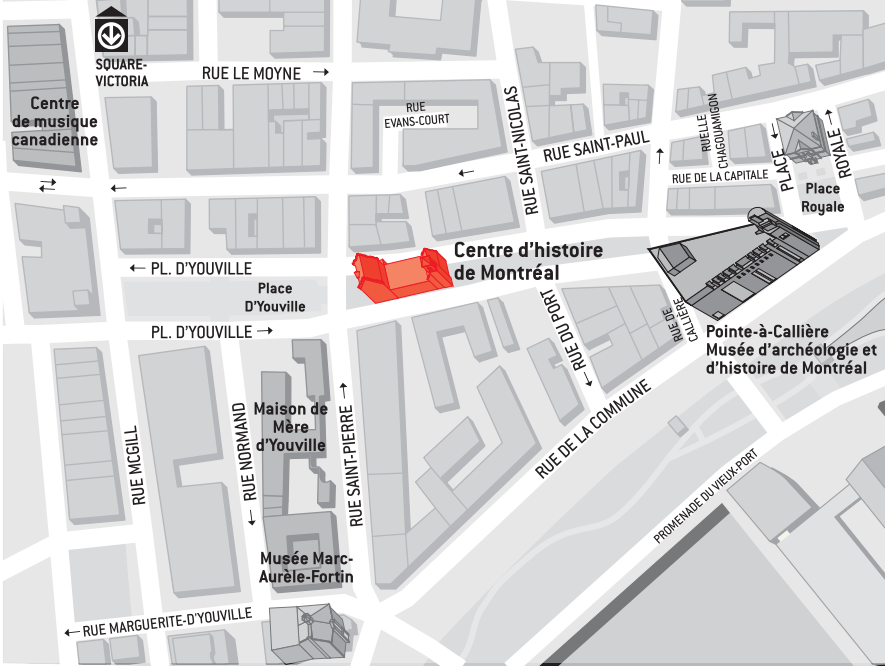 SQUARE-
VICTORIA
RUE LE MOYNE
Centre
de musique
canadienne
RUE
EVANS-COURT
RUE SAINT-NICOLAS
RUE SAINT-PAUL
RUELLE
CHAGOUAMIGON
RUE DE LA CAPITALE
PLACE
ROYALE
Place
Royale
PL. D'YOUVILLE
Place
D'Youville
PL. D'YOUVILLE
Centre d'histoire
de Montréal
RUE DU PORT
RUE DE
CALLIÈRE
Pointe-à-Callière
Musée d'archéologie et
d'histoire de Montréal
RUE MCGILL
RUE NORMAND
Maison de
Mère
d'Youville
RUE SAINT-PIERRE
RUE DE LA COMMUNE
PROMENADE DU VIEUX-PORT
Musée Marc-
Aurèle-Fortin
RUE MARGUERITE-D'YOUVILLE